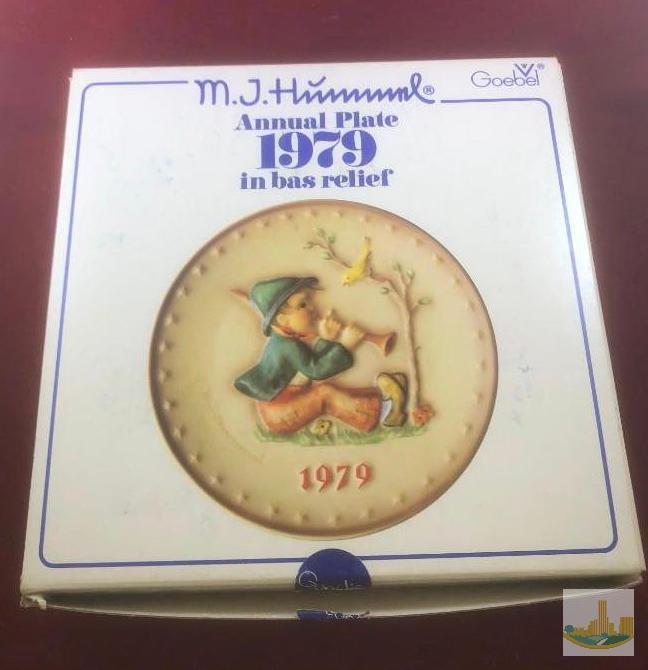 M.J.Hummel®
Goebel®
Annual Plate
1979
in bas relief
1979